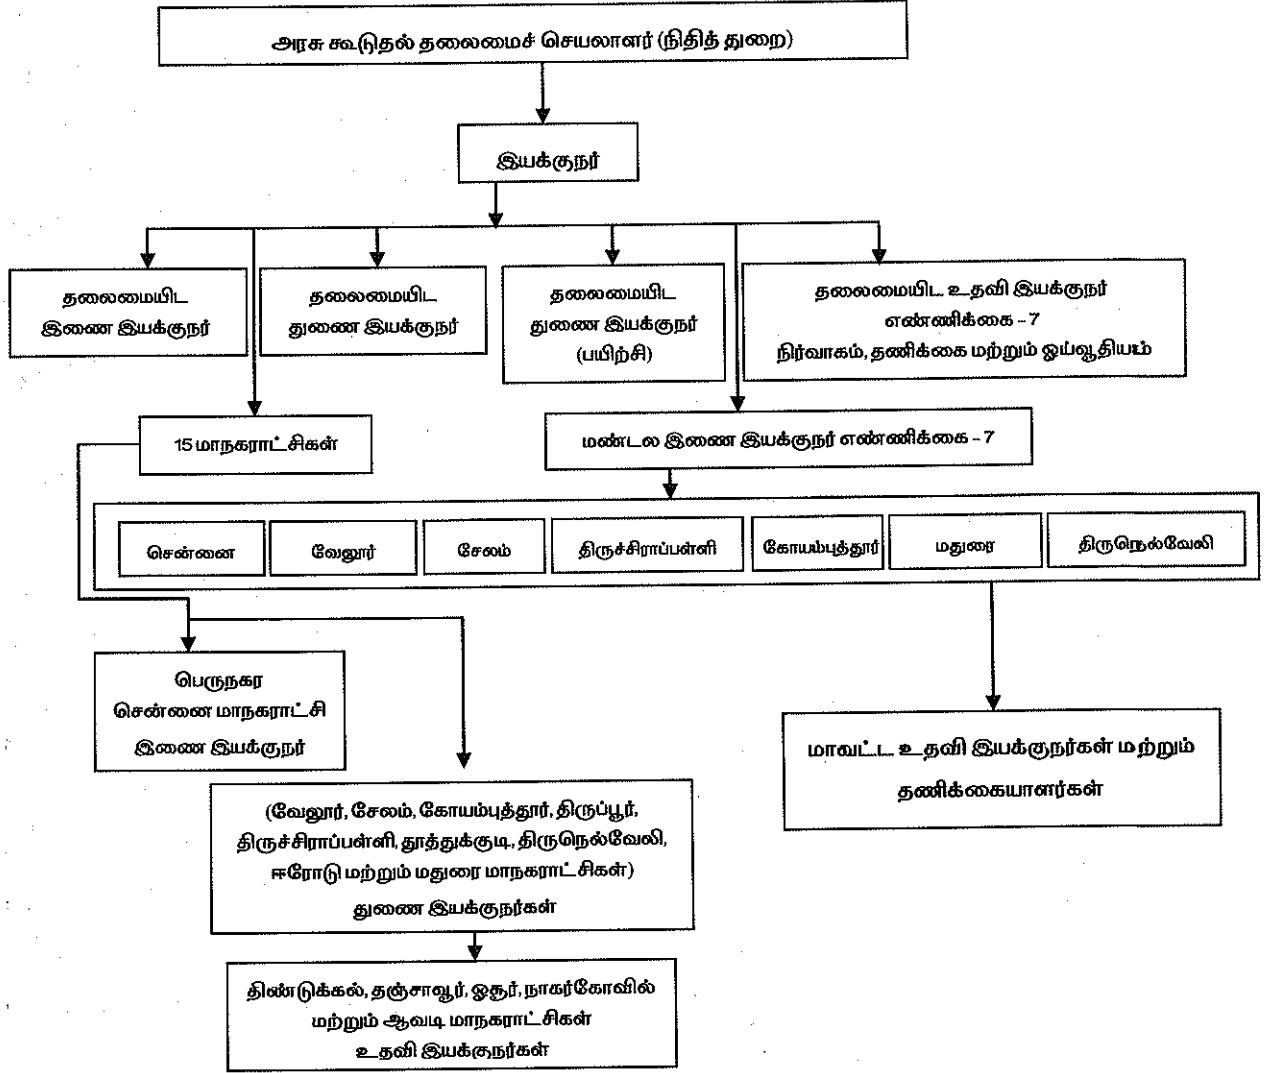 அரசு கூடுதல் தலைமைச் செயலாளர் (நிதித் துறை)
இயக்குநர்
தலைமையிட
இணை இயக்குநர்
தலைமையிட
துணை இயக்குநர்
தலைமையிட
துணை இயக்குநர்
(பயிற்சி)
தலைமையிட உதவி இயக்குநர்
எண்ணிக்கை - 7
நிர்வாகம், தணிக்கை மற்றும் ஓய்வூதியம்
15 மாநகராட்சிகள்
மண்டல இணை இயக்குநர் எண்ணிக்கை - 7
சென்னை
வேலூர்
சேலம்
திருச்சிராப்பள்ளி
கோயம்புத்தூர்
மதுரை
திருநெல்வேலி
பெருநகர
சென்னை மாநகராட்சி
இணை இயக்குநர்
மாவட்ட உதவி இயக்குநர்கள் மற்றும்
தணிக்கையாளர்கள்
(வேலூர், சேலம், கோயம்புத்தூர், திருப்பூர்,
திருச்சிராப்பள்ளி, தூத்துக்குடி, திருநெல்வேலி,
ஈரோடு மற்றும் மதுரை மாநகராட்சிகள்)
துணை இயக்குநர்கள்
திண்டுக்கல், தஞ்சாவூர், ஓசூர், நாகர்கோவில்
மற்றும் ஆவடி மாநகராட்சிகள்
உதவி இயக்குநர்கள்